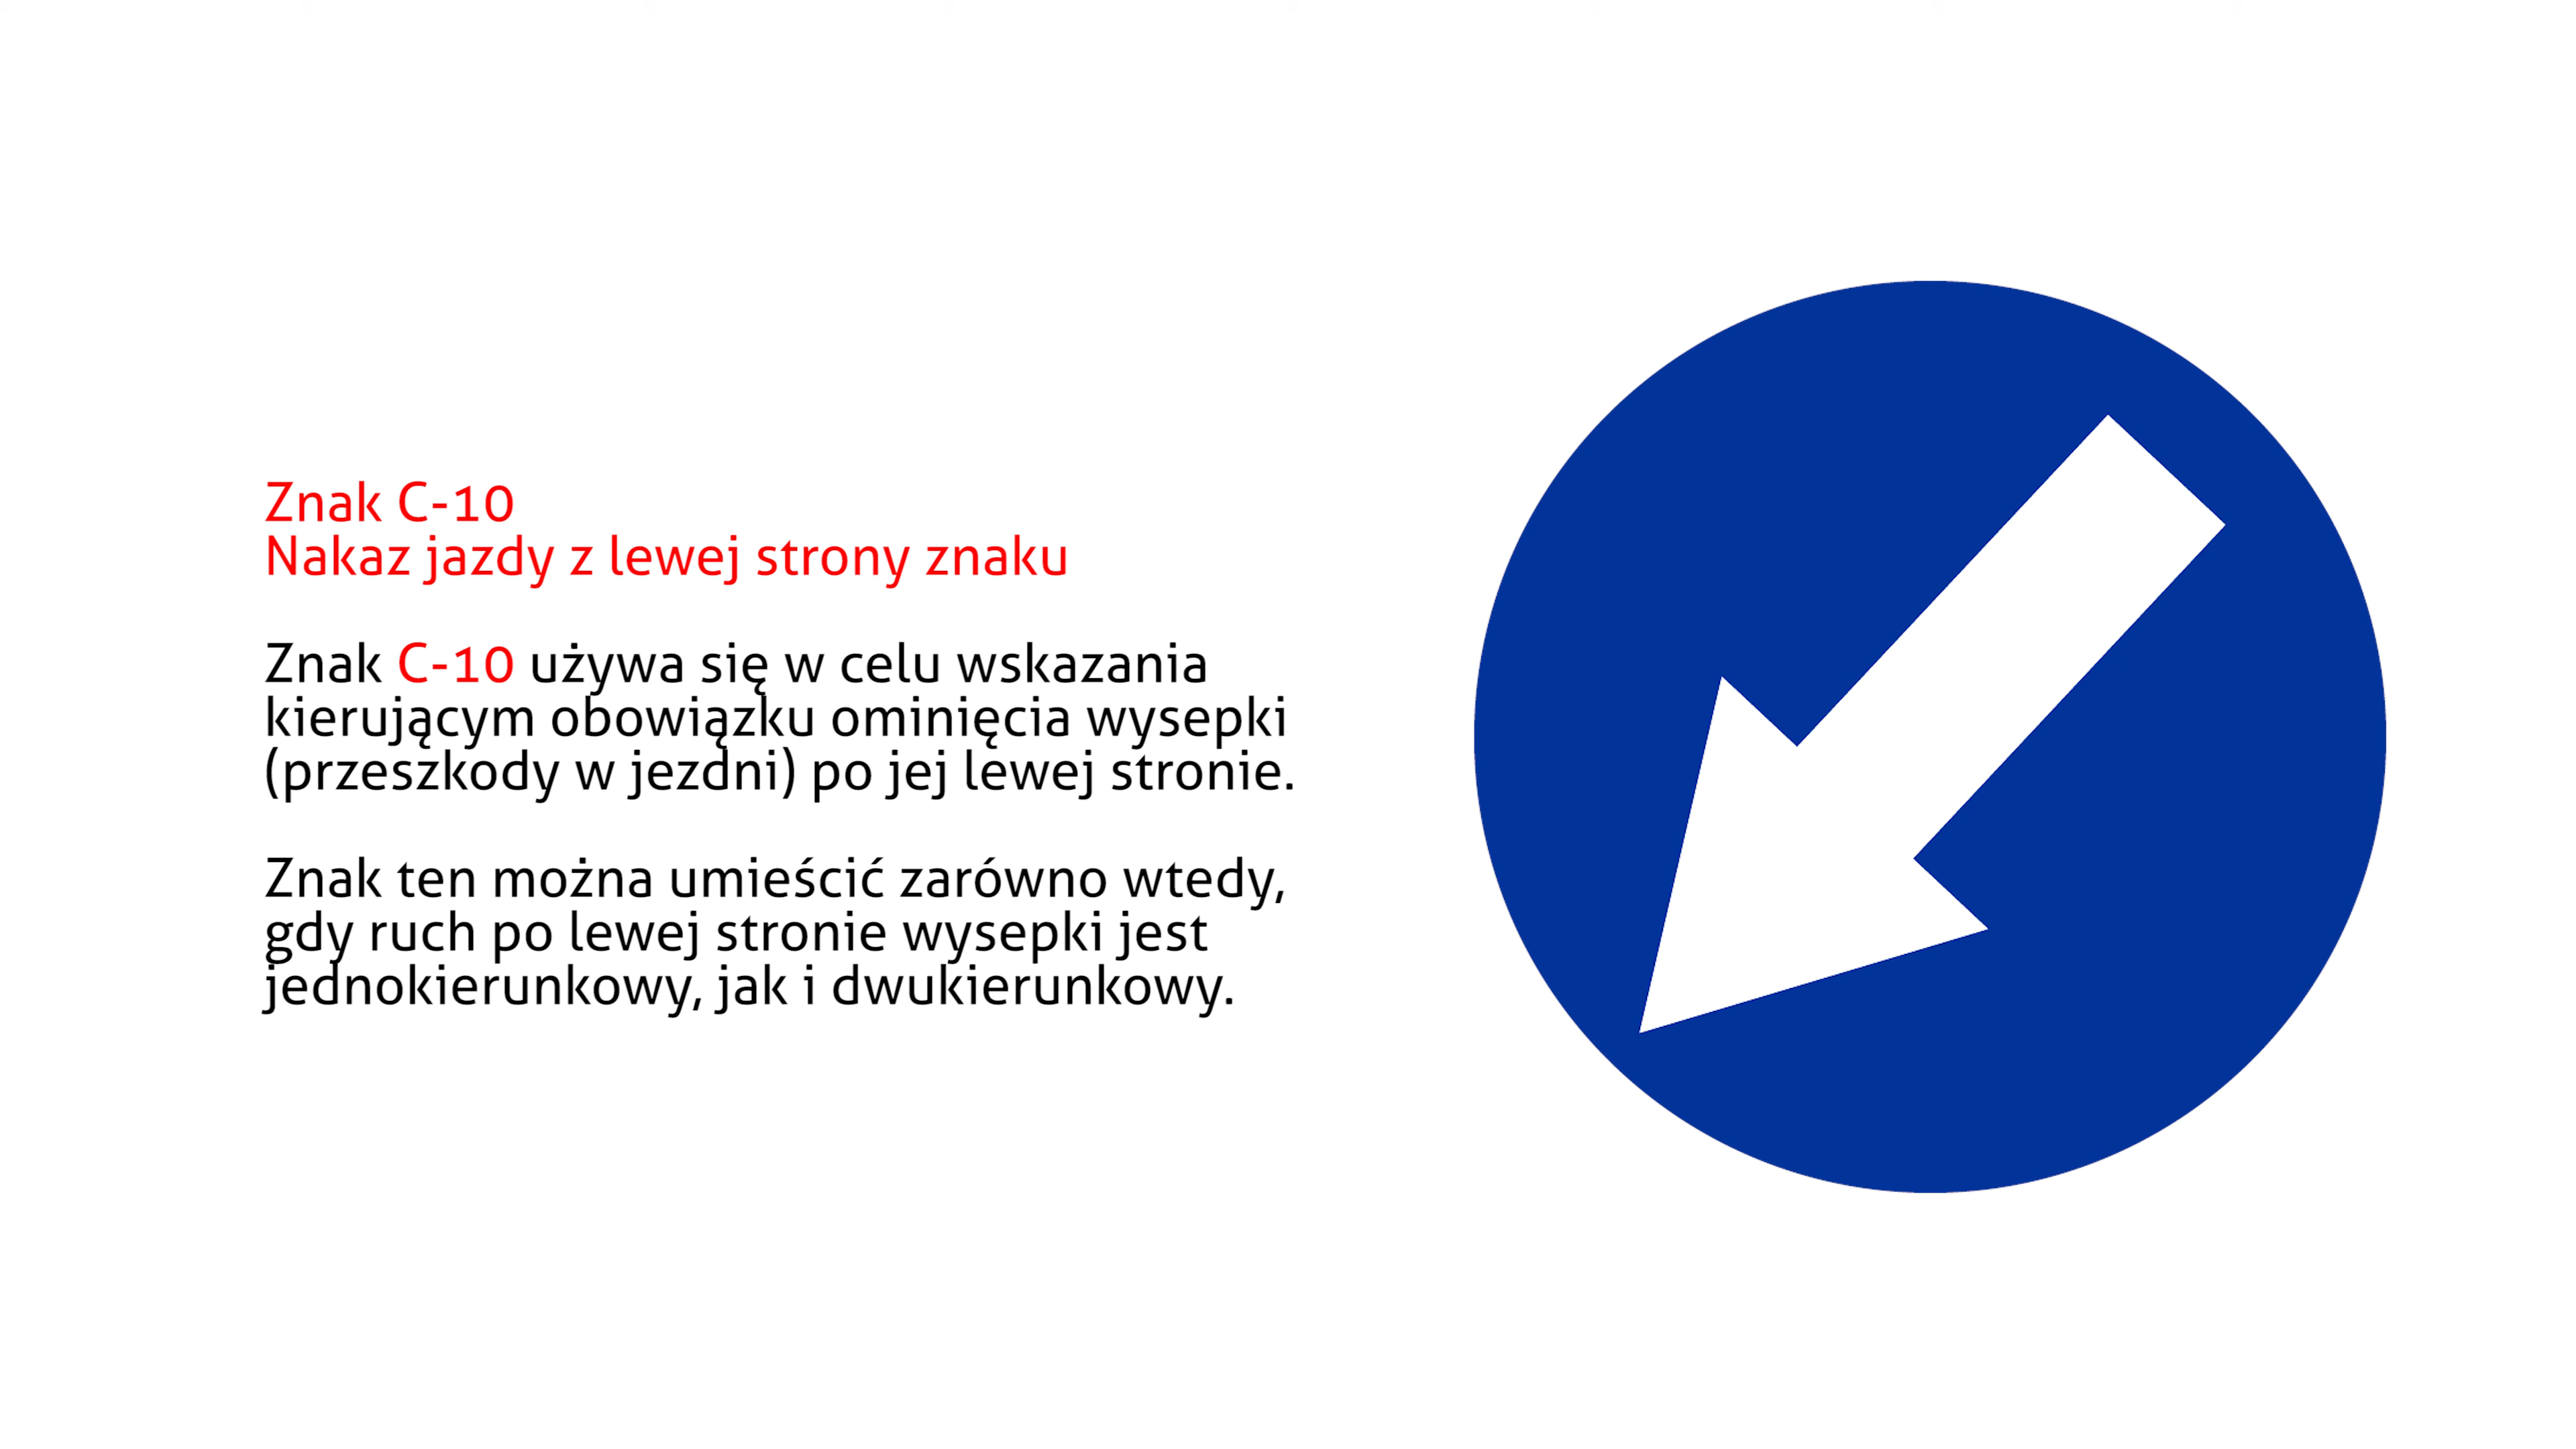 Znak C-10
Nakaz jazdy z lewej strony znaku
Znak C-10 używa się w celu wskazania
kierującym obowiązku ominięcia wysepki
(przeszkody w jezdni) po jej lewej stronie.
Znak ten można umieścić zarówno wtedy,
gdy ruch po lewej stronie wysepki jest
jednokierunkowy, jak i dwukierunkowy.